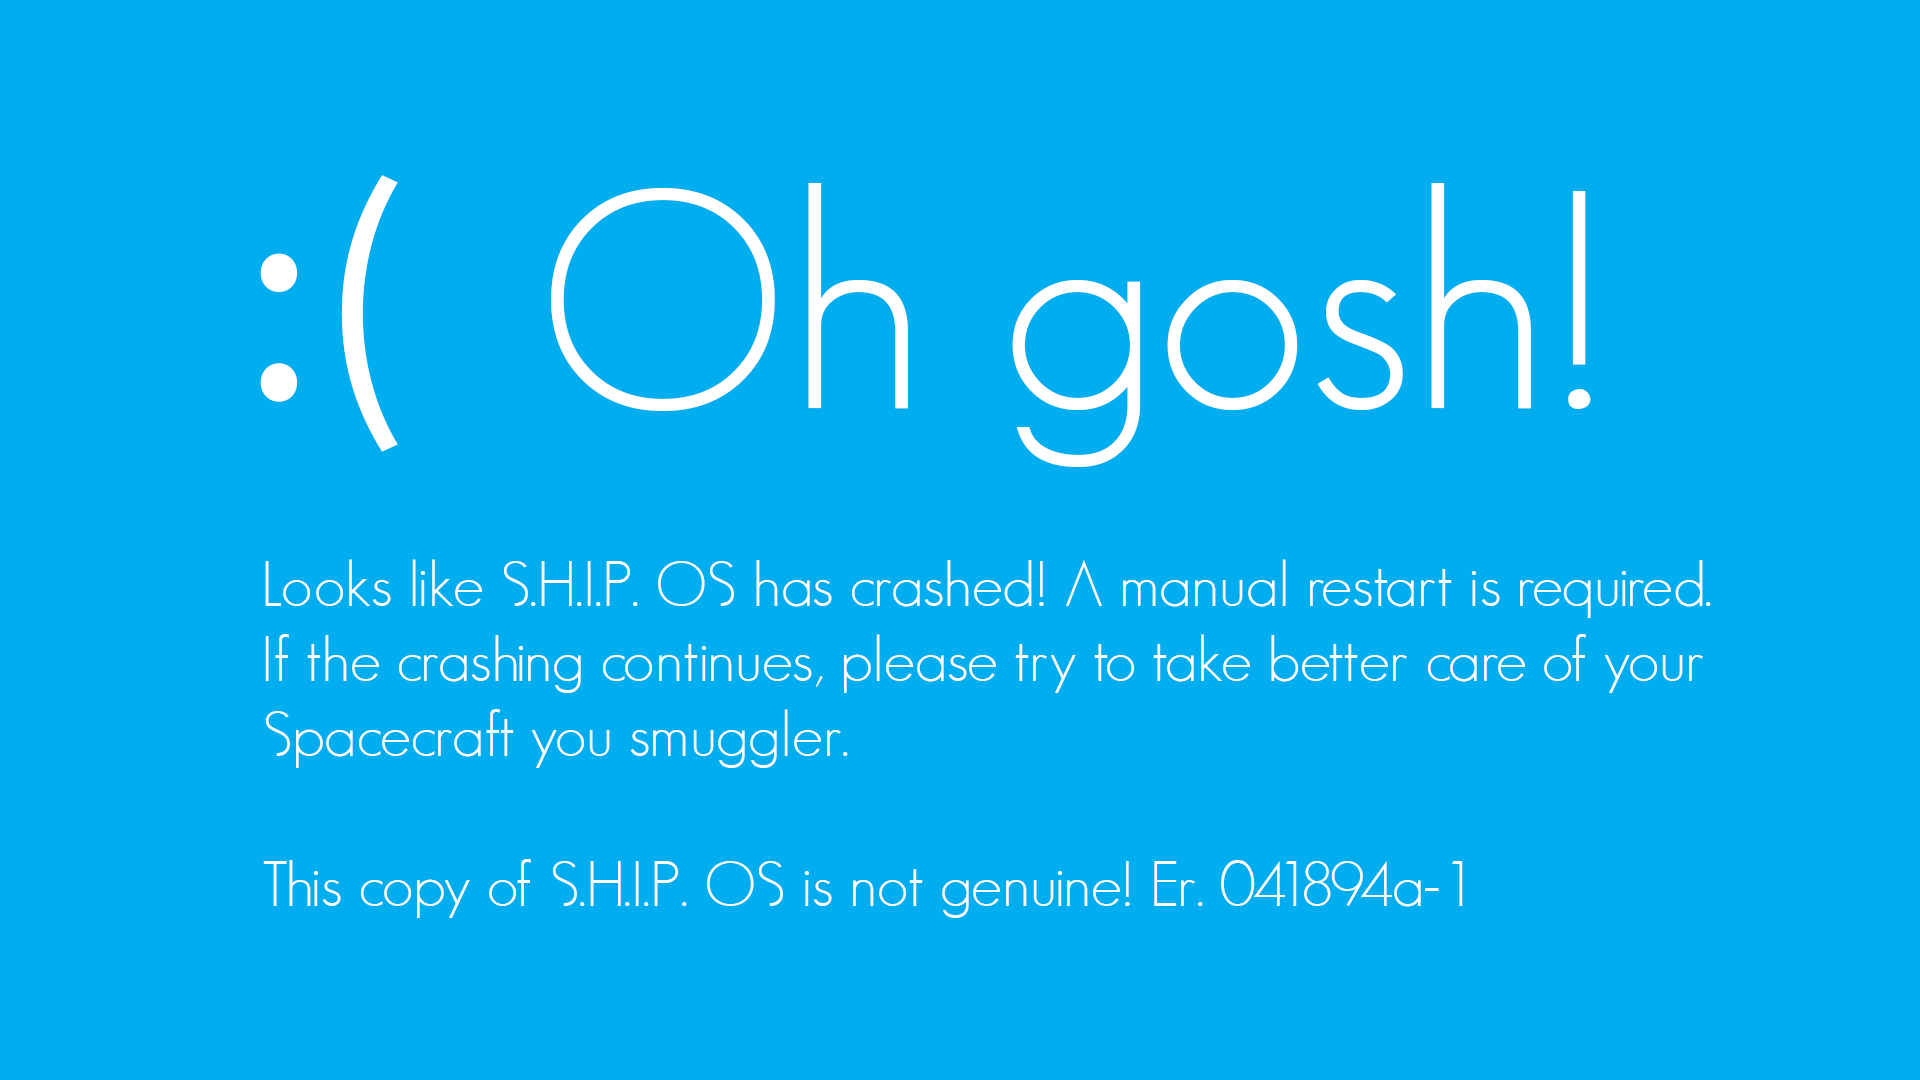 :( Oh gosh!
Looks like S.H.I.P. OS has crashed! A manual restart is required.
If the crashing continues, please try to take better care of your
Spacecraft you smuggler.
This copy of S.H.I.P. OS is not genuine! Er. 041894a-1